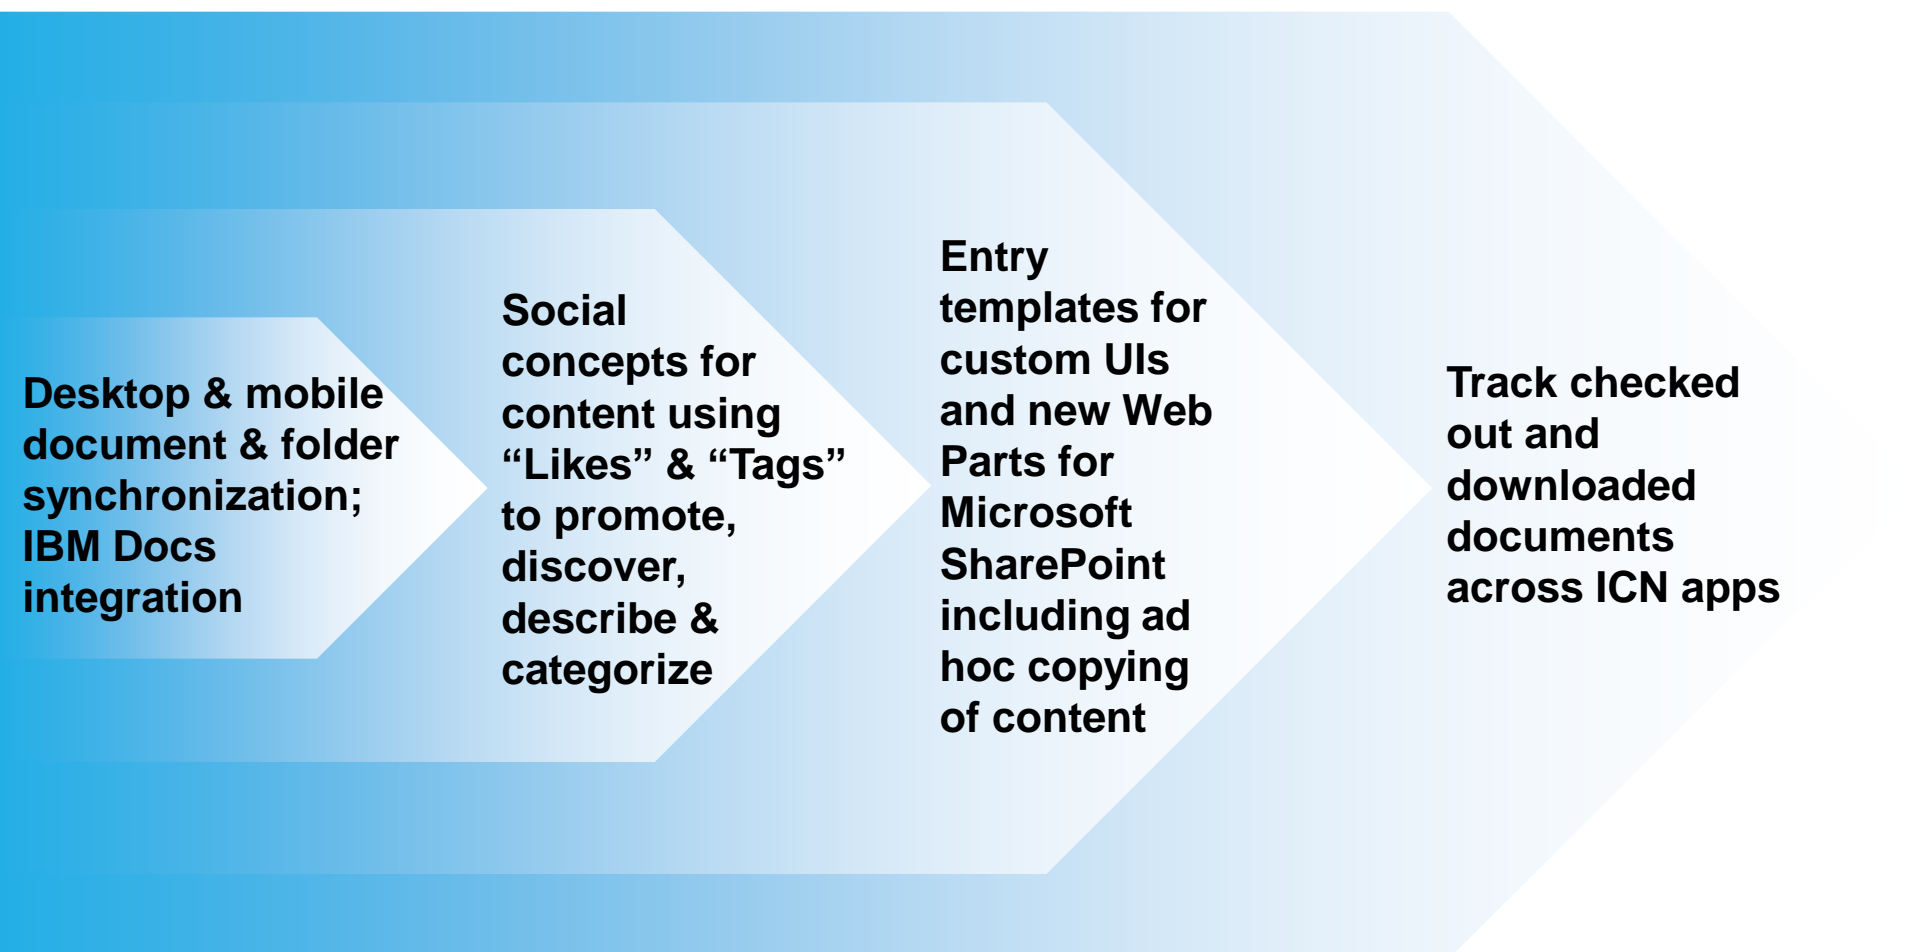 Desktop & mobile
document & folder
synchronization;
IBM Docs
integration
Social
concepts for
content using
“Likes” & “Tags”
to promote,
discover,
describe &
categorize
Entry
templates for
custom UIs
and new Web
Parts for
Microsoft
SharePoint
including ad
hoc copying
of content
Track checked
out and
downloaded
documents
across ICN apps